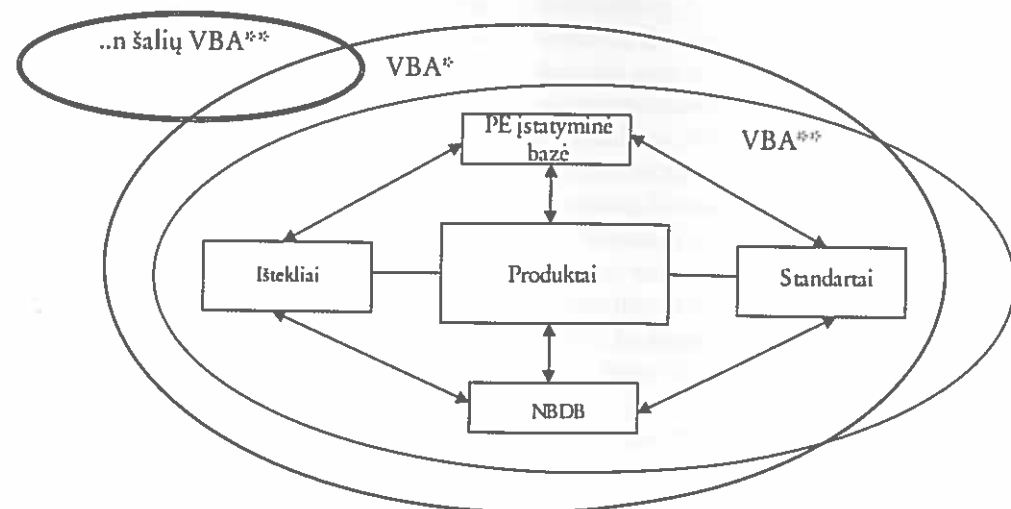 ..n šalių VBA**
VBA*
PE įstatyminė
bazė
VBA**
Ištekliai
Produktai
Standartai
NBDB